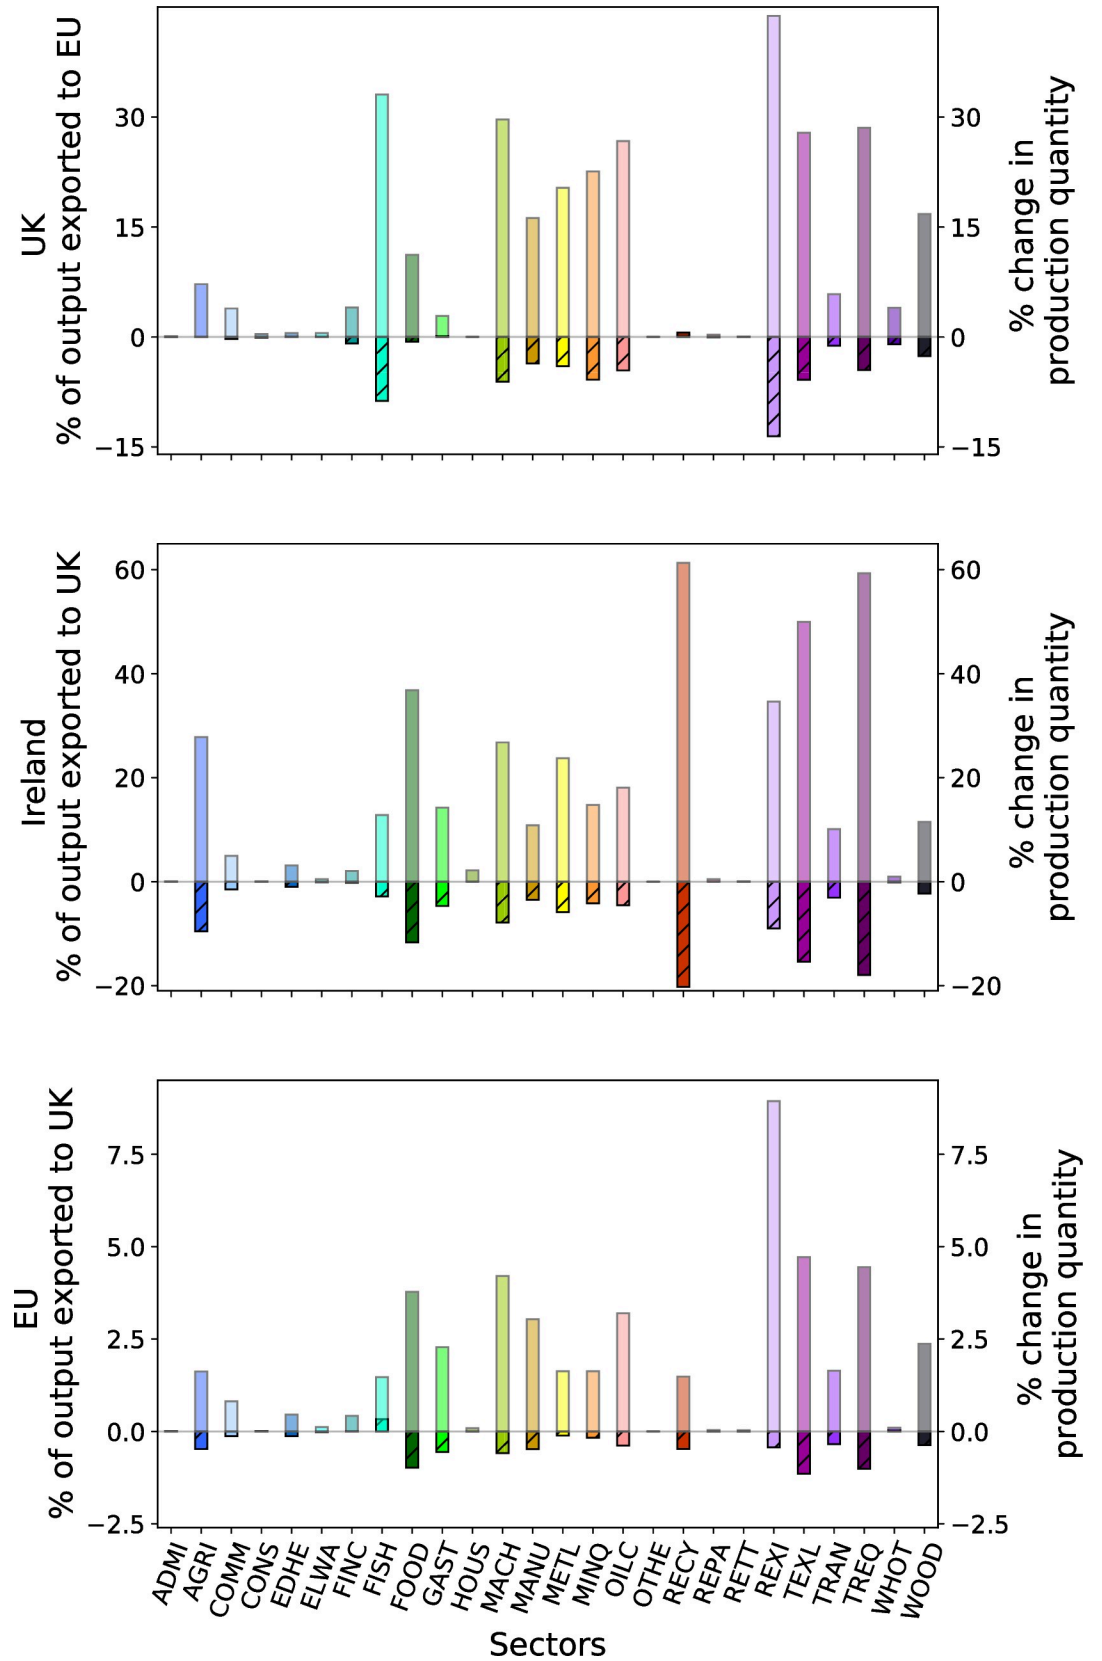 UK
% of output exported to EU
30
15
0
−15
30
15
0
−15
% change in
production quantity
Ireland
% of output exported to UK
60
40
20
0
−20
60
40
20
0
−20
% change in
production quantity
EU
% of output exported to UK
7.5
5.0
2.5
0.0
−2.5
7.5
5.0
2.5
0.0
−2.5
% change in
production quantity
ADMI
AGRI
COMM
CONS
EDHE
ELWA
FINC
FISH
FOOD
GAST
HOUS
MACH
MANU
METL
MINQ
OILC
OTHE
RECY
REPA
RETT
REXI
TEXL
TRAN
TREQ
WHOT
WOOD
Sectors